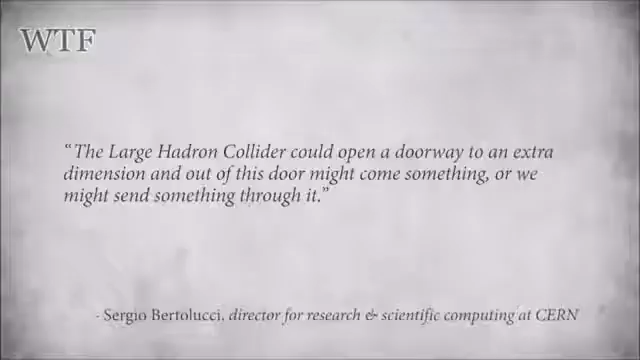 WTF
“The Large Hadron Collider could open a doorway to an extra
dimension and out of this door might come something, or we
might send something through it.”
- Sergio Bertolucci, director for research & scientific computing at CERN